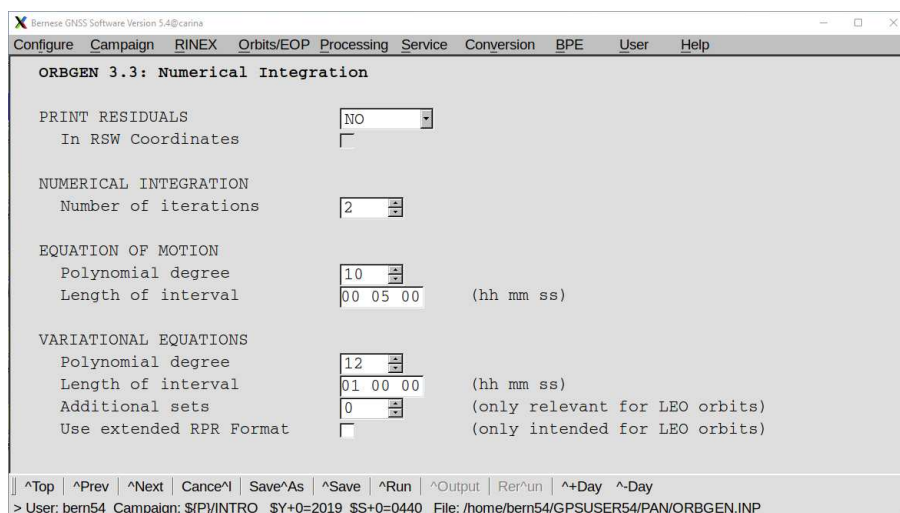 Bernese GNSS Software Version 5.4@carina
Configure Campaign RINEX Orbits/EOP Processing Service Conversion BPE User Help
ORBGEN 3.3: Numerical Integration
PRINT RESIDUALS NO
In RSW Coordinates
NUMERICAL INTEGRATION
Number of iterations 2
EQUATION OF MOTION
Polynomial degree 10
Length of interval 00 05 00 (hh mm ss)
VARIATIONAL EQUATIONS
Polynomial degree 12
Length of interval 01 00 00 (hh mm ss)
Additional sets 0 (only relevant for LEO orbits)
Use extended RPR Format (only intended for LEO orbits)
^Top | ^Prev | ^Next | Cance^l | Save^As | ^Save | ^Run | ^Output | Rer^un | ^+Day ^-Day
> User: bern54 Campaign: ${P}/INTRO $Y+0=2019 $S+0=0440 File: /home/bern54/GPSUSER54/PAN/ORBGEN.INP